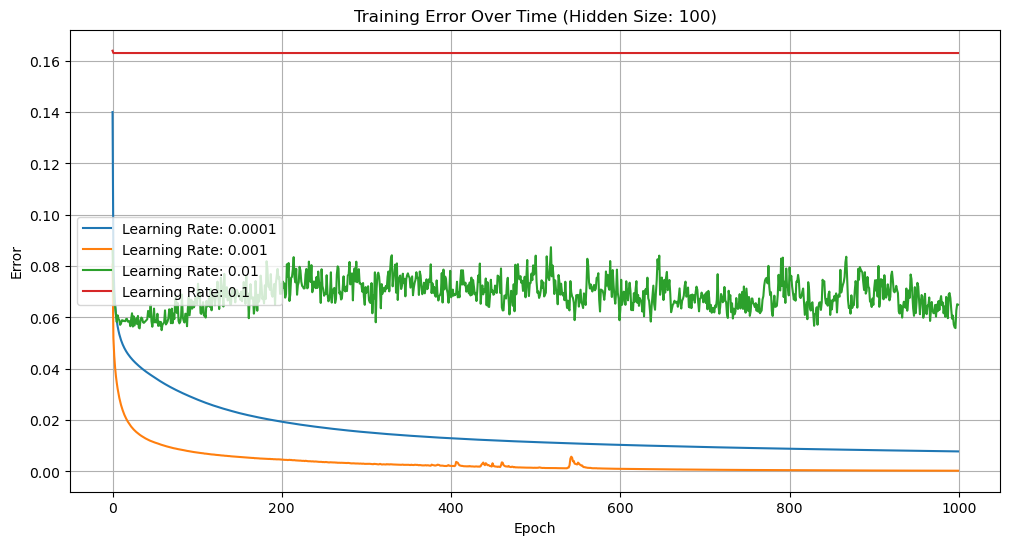 Training Error Over Time (Hidden Size: 100)
Error
0.16
0.14
0.12
0.10
0.08
0.06
0.04
0.02
0.00
Learning Rate: 0.0001
Learning Rate: 0.001
Learning Rate: 0.01
Learning Rate: 0.1
0 200 400 600 800 1000
Epoch